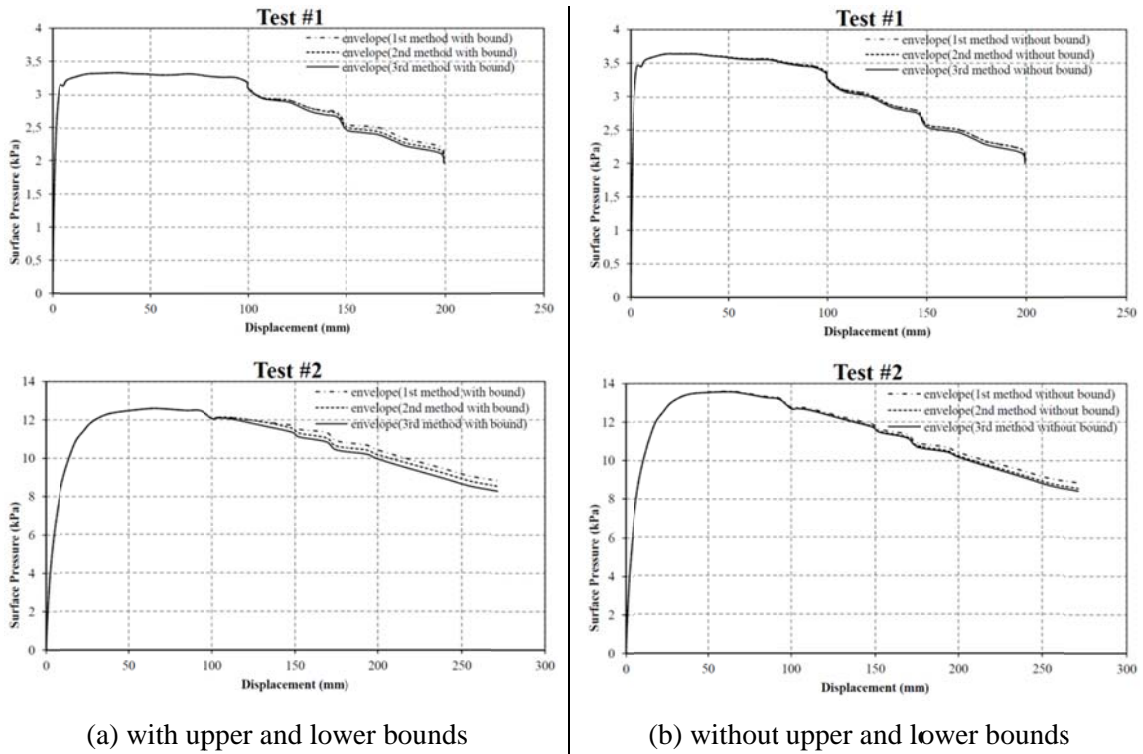 Test #1
envelope(1st method with bound)
envelope(2nd method with bound)
envelope(3rd method with bound)
Surface Pressure (kPa)
4
3.5
3
2.5
2
1.5
1
0.5
0
0
50
100
150
200
250
Displacement (mm)
Test #2
envelope(1st method with bound)
envelope(2nd method with bound)
envelope(3rd method with bound)
Surface Pressure (kPa)
14
12
10
8
6
4
2
0
0
50
100
150
200
250
300
Displacement (mm)
(a) with upper and lower bounds
Test #1
envelope(1st method without bound)
envelope(2nd method without bound)
envelope(3rd method without bound)
Surface Pressure (kPa)
4
3.5
3
2.5
2
1.5
1
0.5
0
0
50
100
150
200
250
Displacement (mm)
Test #2
envelope(1st method without bound)
envelope(2nd method without bound)
envelope(3rd method without bound)
Surface Pressure (kPa)
14
12
10
8
6
4
2
0
0
50
100
150
200
250
300
Displacement (mm)
(b) without upper and lower bounds